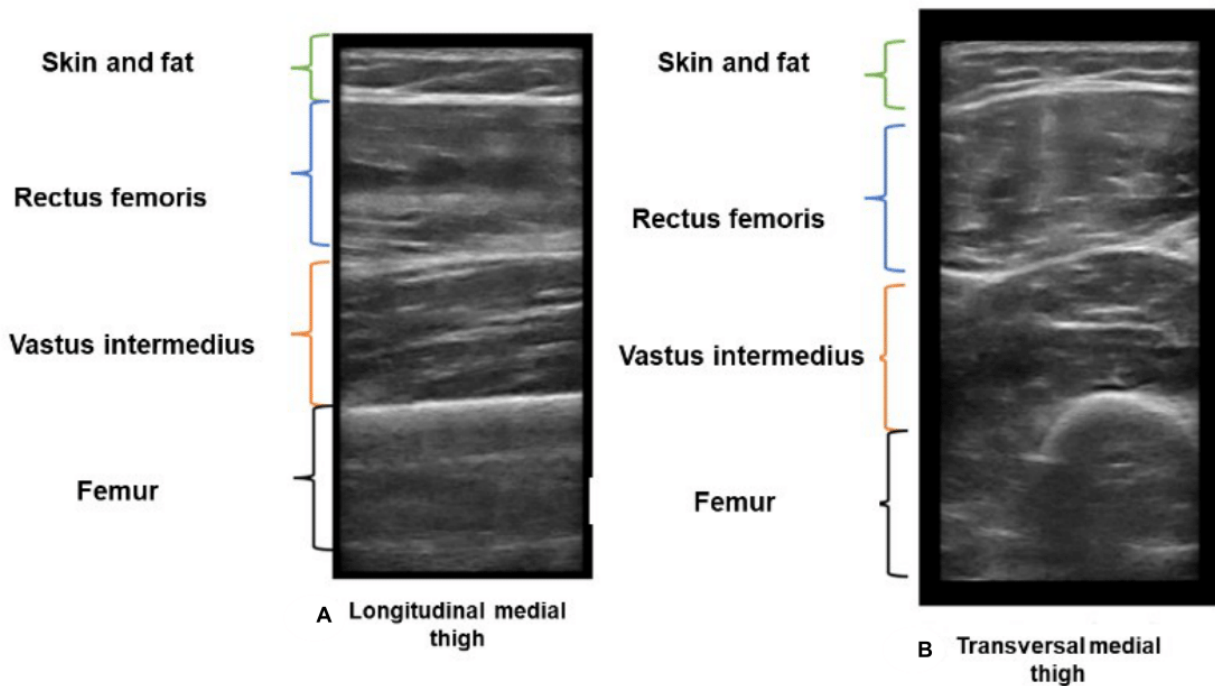 Skin and fat
Rectus femoris
Vastus intermedius
Femur
A Longitudinal medial
thigh
Skin and fat
Rectus femoris
Vastus intermedius
Femur
B Transversal medial
thigh